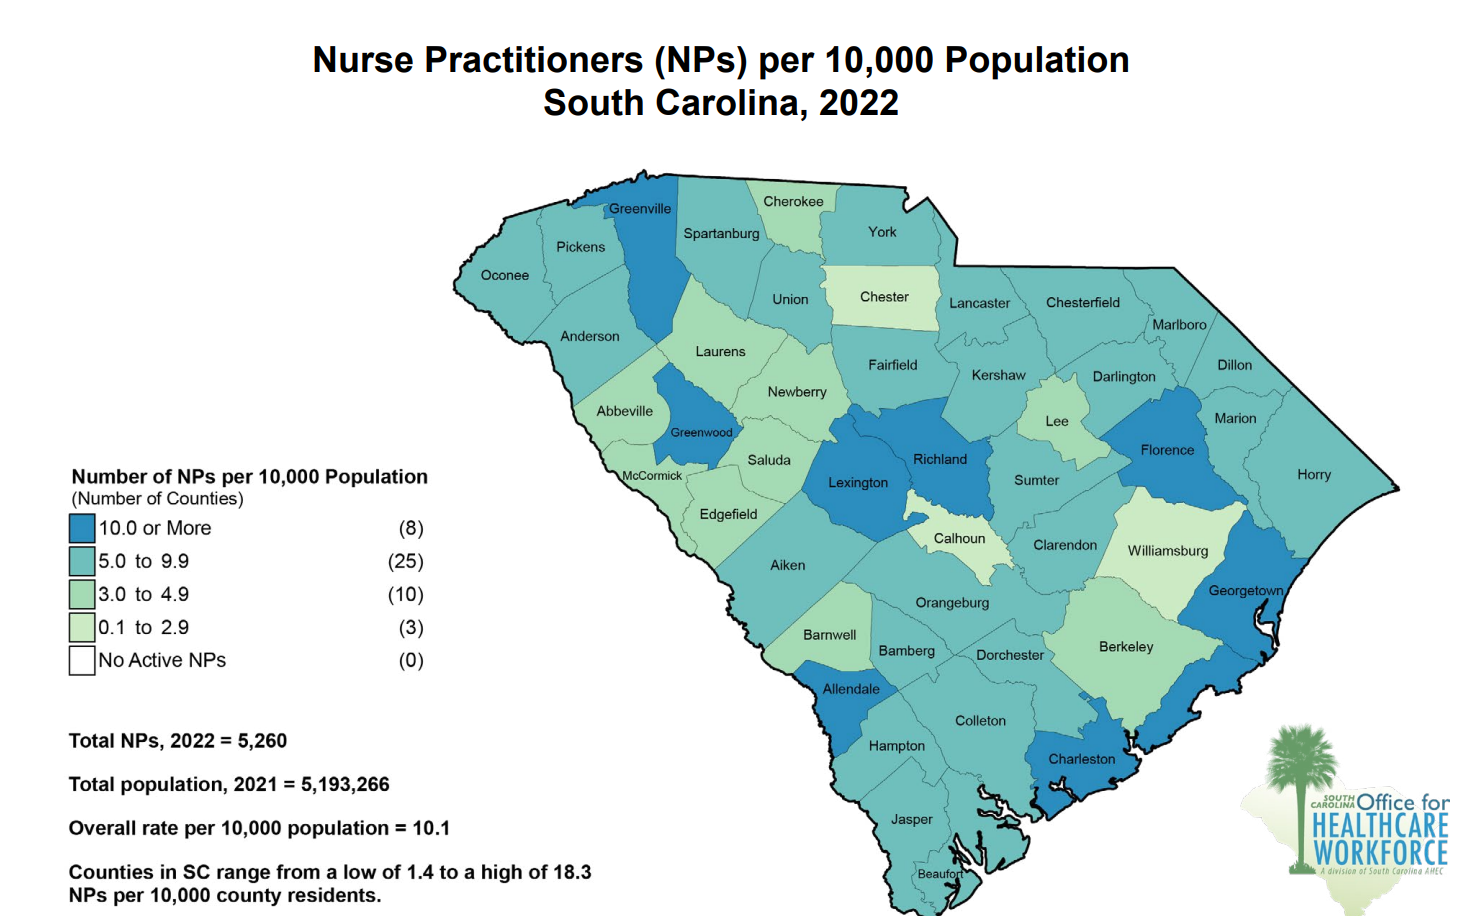 Nurse Practitioners (NPs) per 10,000 Population
South Carolina, 2022
Greenville
Cherokee
Spartanburg
York
Pickens
Oconee
Union
Chester
Lancaster
Chesterfield
Marlboro
Anderson
Laurens
Fairfield
Kershaw
Darlington
Dillon
Newberry
Abbeville
Greenwood
Lee
Marion
Saluda
Richland
Florence
McCormick
Lexington
Sumter
Horry
Edgefield
Calhoun
Clarendon
Williamsburg
Aiken
Georgetown
Orangeburg
Barnwell
Bamberg
Dorchester
Berkeley
Allendale
Colleton
Hampton
Charleston
Jasper
Beaufort
Number of NPs per 10,000 Population
(Number of Counties)
10.0 or More (8)
5.0 to 9.9 (25)
3.0 to 4.9 (10)
0.1 to 2.9 (3)
No Active NPs (0)
Total NPs, 2022 = 5,260
Total population, 2021 = 5,193,266
Overall rate per 10,000 population = 10.1
Counties in SC range from a low of 1.4 to a high of 18.3
NPs per 10,000 county residents.
SOUTH CAROLINA Office for
HEALTHCARE
WORKFORCE
A division of South Carolina AHEC